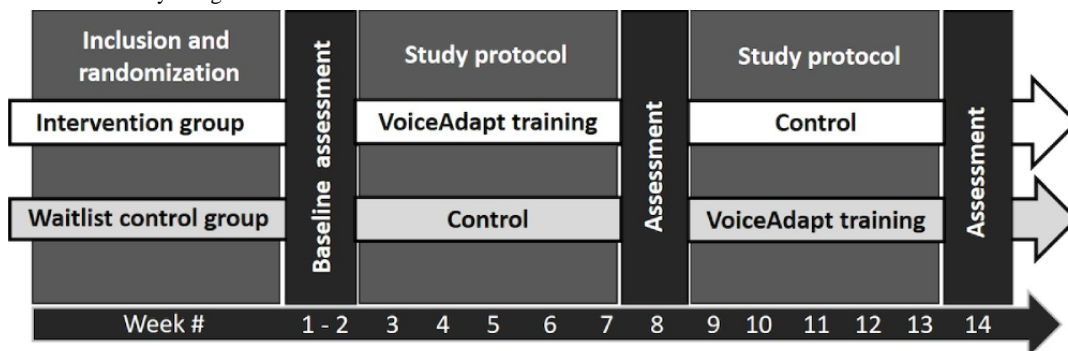 Inclusion and
randomization
Baseline assessment
Study protocol
Assessment
Study protocol
Assessment
Intervention group
VoiceAdapt training
Control
Waitlist control group
Control
VoiceAdapt training
Week # 1 - 2 3 4 5 6 7 8 9 10 11 12 13 14